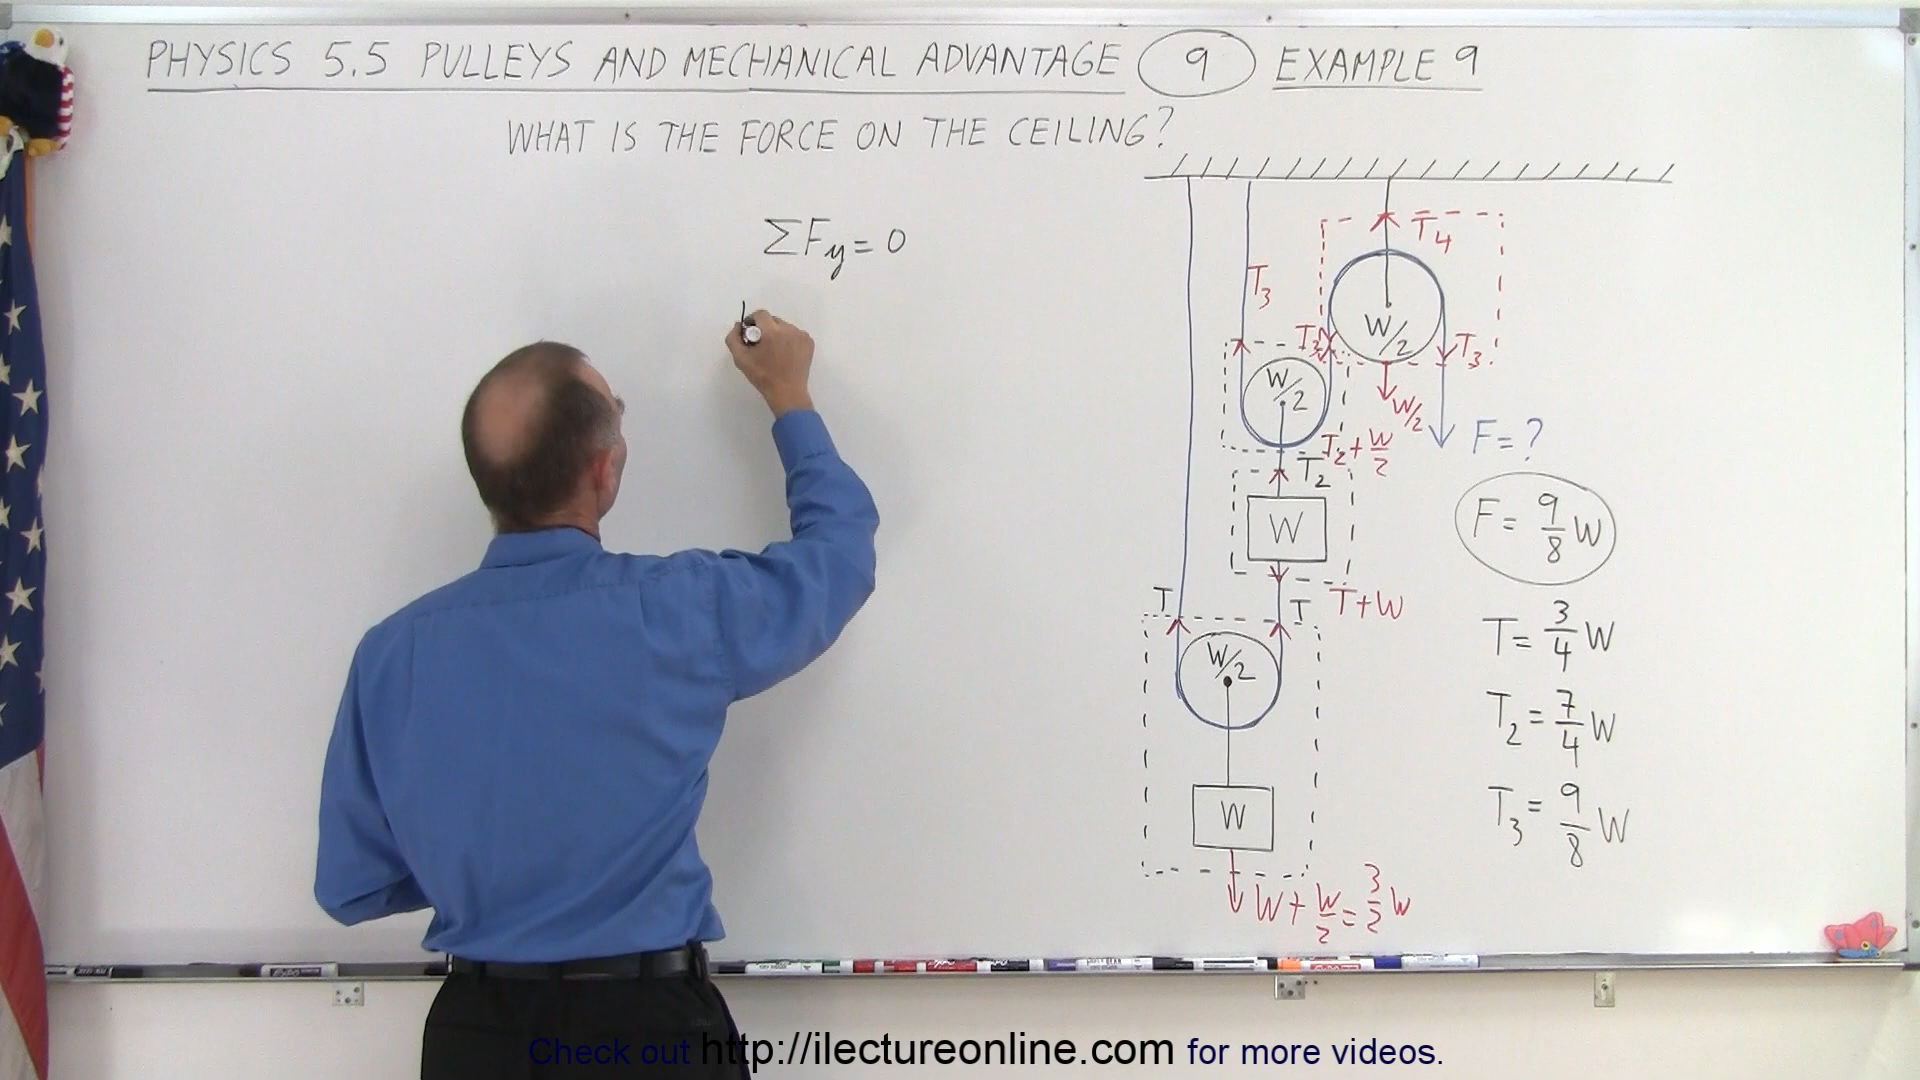 PHYSICS 5.5 PULLEYS AND MECHANICAL ADVANTAGE 9 EXAMPLE 9
WHAT IS THE FORCE ON THE CEILING?
ΣFy = 0
T4
T3
W/2
T3
T3
W/2
W/2
F = ?
T2 + W/2
T2
W
F = 9/8 W
T
T
T + W
T = 3/4 W
W/2
T2 = 7/4 W
W
T3 = 9/8 W
W + W/2 = 3/2 W
Check out http://ilectureonline.com for more videos.